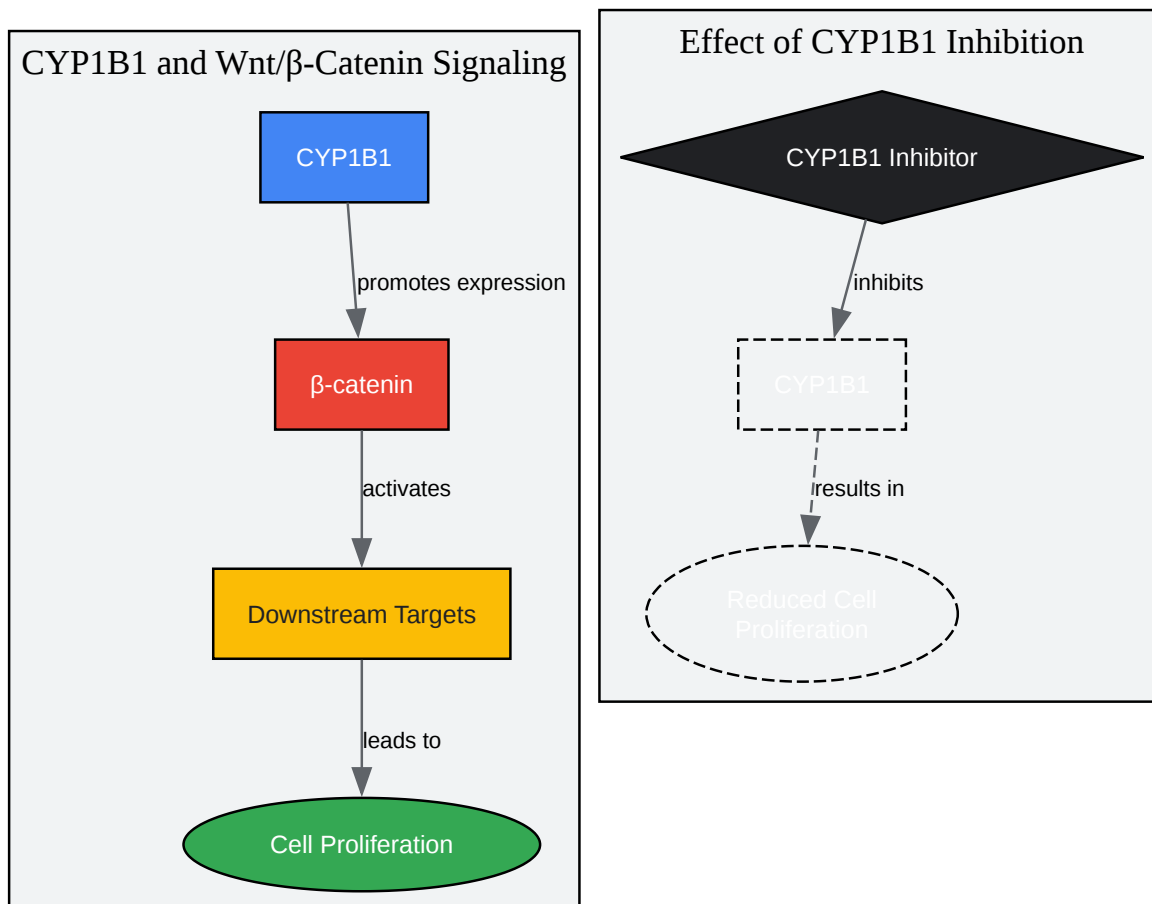 CYP1B1 and Wnt/β-Catenin Signaling
CYP1B1
promotes expression
β-catenin
activates
Downstream Targets
leads to
Cell Proliferation
Effect of CYP1B1 Inhibition
CYP1B1 Inhibitor
inhibits
CYP1B1
results in
Reduced Cell
Proliferation